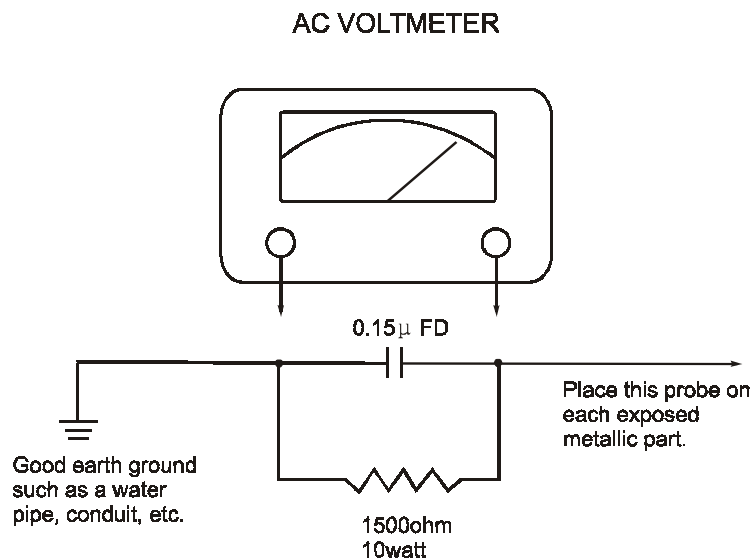 AC VOLTMETER
0.15μ FD
Place this probe on
each exposed
metallic part.
Good earth ground
such as a water
pipe, conduit, etc.
1500ohm
10watt